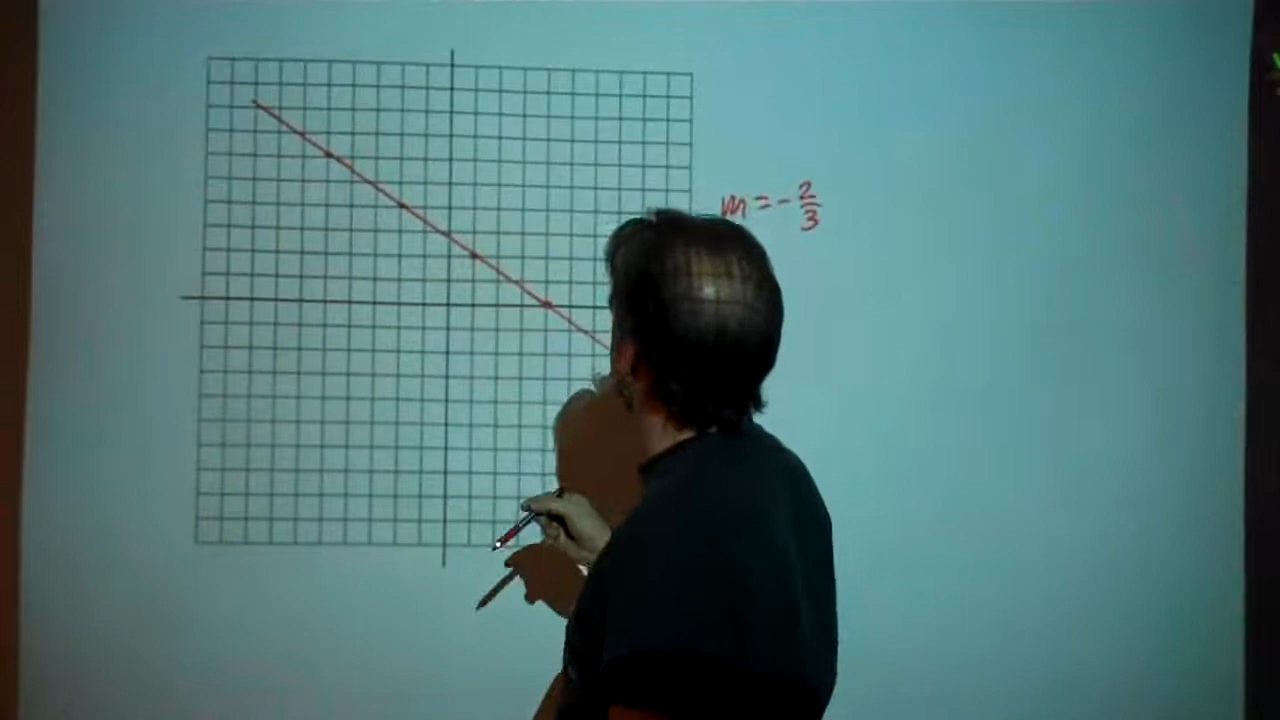 m = - 2/3